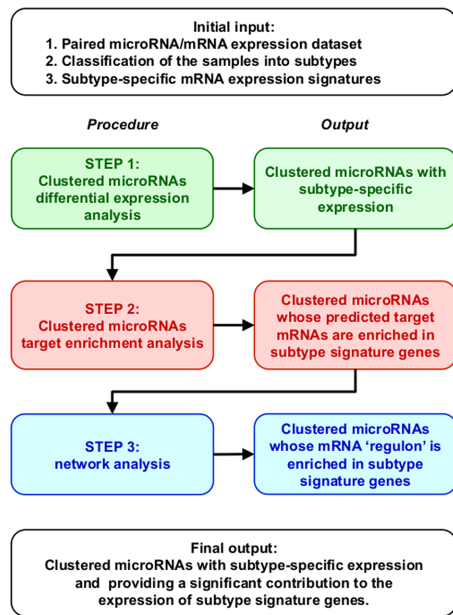 Initial input:
1. Paired microRNA/mRNA expression dataset
2. Classification of the samples into subtypes
3. Subtype-specific mRNA expression signatures
Procedure
Output
STEP 1:
Clustered microRNAs
differential expression
analysis
Clustered microRNAs with
subtype-specific
expression
STEP 2:
Clustered microRNAs
target enrichment analysis
Clustered microRNAs
whose predicted target
mRNAs are enriched in
subtype signature genes
STEP 3:
network analysis
Clustered microRNAs
whose mRNA ‘regulon’ is
enriched in subtype
signature genes
Final output:
Clustered microRNAs with subtype-specific expression
and providing a significant contribution to the
expression of subtype signature genes.